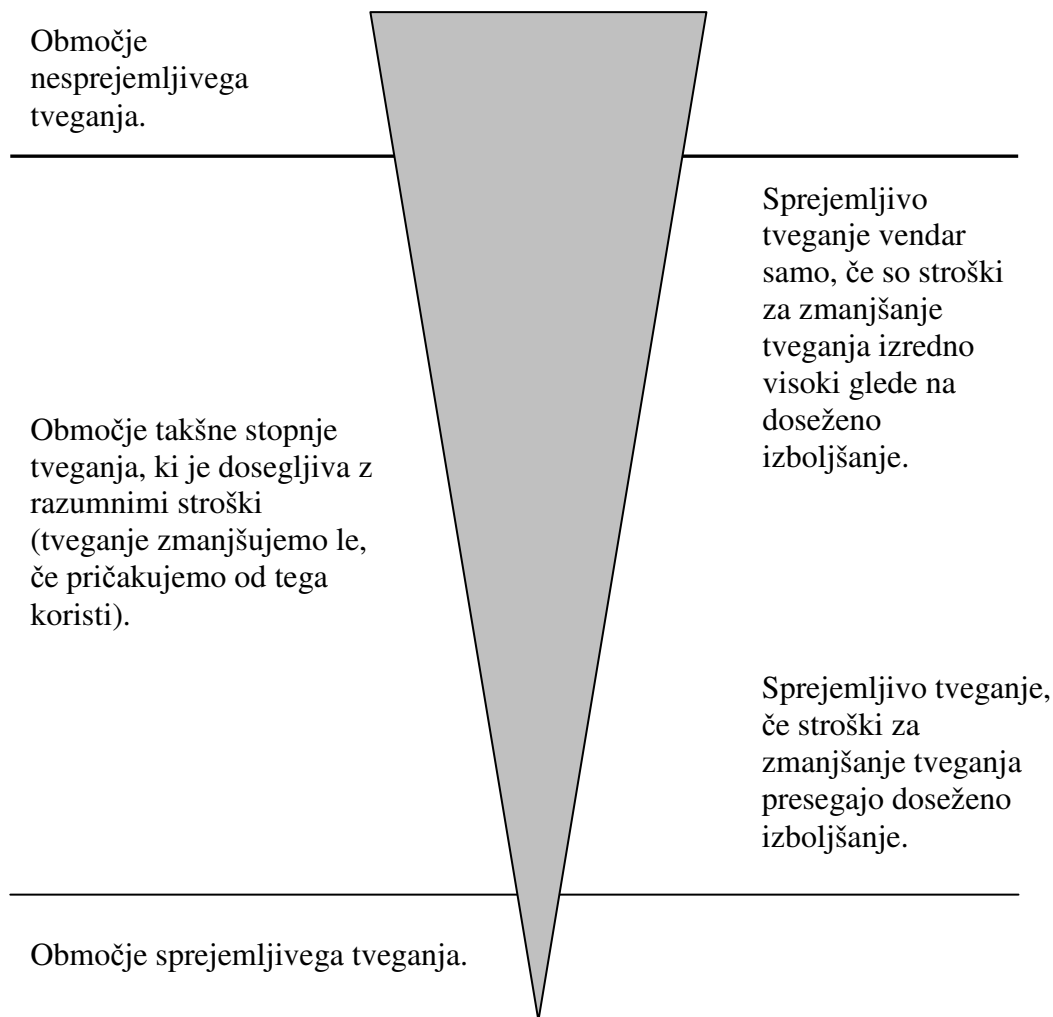 Območje
nesprejemljivega
tveganja.
Sprejemljivo
tveganje vendar
samo, če so stroški
za zmanjšanje
tveganja izredno
visoki glede na
doseženo
izboljšanje.
Območje takšne stopnje
tveganja, ki je dosegljiva z
razumnimi stroški
(tveganje zmanjšujemo le,
če pričakujemo od tega
koristi).
Sprejemljivo tveganje,
če stroški za
zmanjšanje tveganja
presegajo doseženo
izboljšanje.
Območje sprejemljivega tveganja.